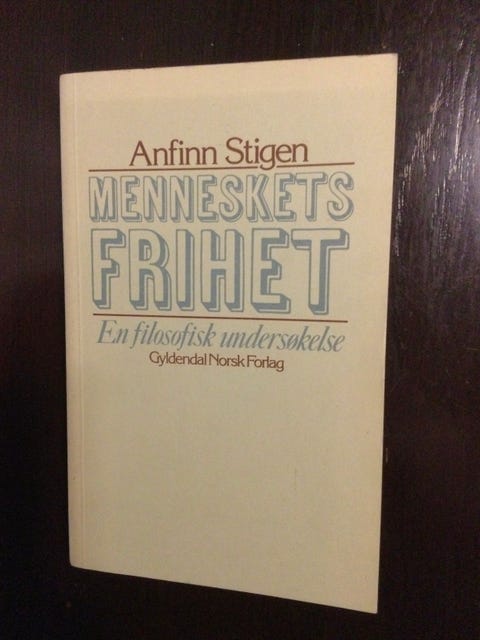 Anfinn Stigen
MENNESKETS
FRIHET
En filosofisk undersøkelse
Gyldendal Norsk Forlag